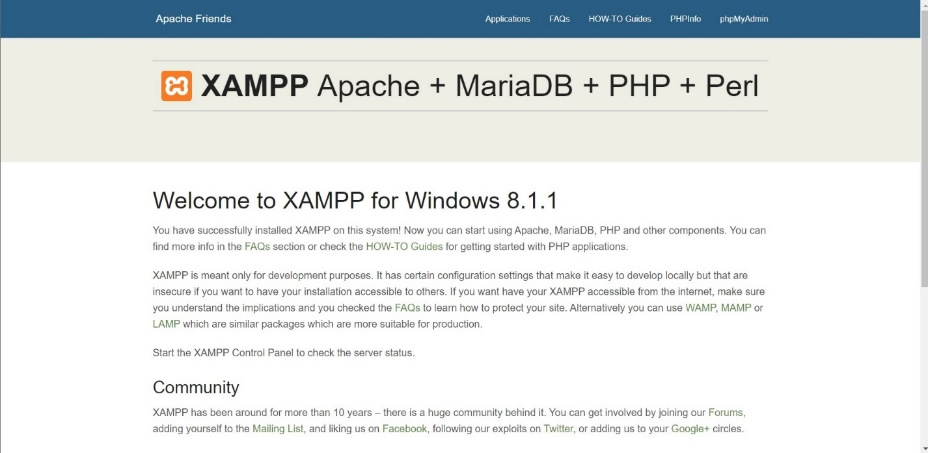 Apache Friends
Applications FAQs HOW-TO Guides PHPInfo phpMyAdmin
XAMPP Apache + MariaDB + PHP + Perl
Welcome to XAMPP for Windows 8.1.1
You have successfully installed XAMPP on this system! Now you can start using Apache, MariaDB, PHP and other components. You can
find more info in the FAQs section or check the HOW-TO Guides for getting started with PHP applications.
XAMPP is meant only for development purposes. It has certain configuration settings that make it easy to develop locally but that are
insecure if you want to have your installation accessible to others. If you want have your XAMPP accessible from the internet, make sure
you understand the implications and you checked the FAQs to learn how to protect your site. Alternatively you can use WAMP, MAMP or
LAMP which are similar packages which are more suitable for production.
Start the XAMPP Control Panel to check the server status.
Community
XAMPP has been around for more than 10 years – there is a huge community behind it. You can get involved by joining our Forums,
adding yourself to the Mailing List, and liking us on Facebook, following our exploits on Twitter, or adding us to your Google+ circles.